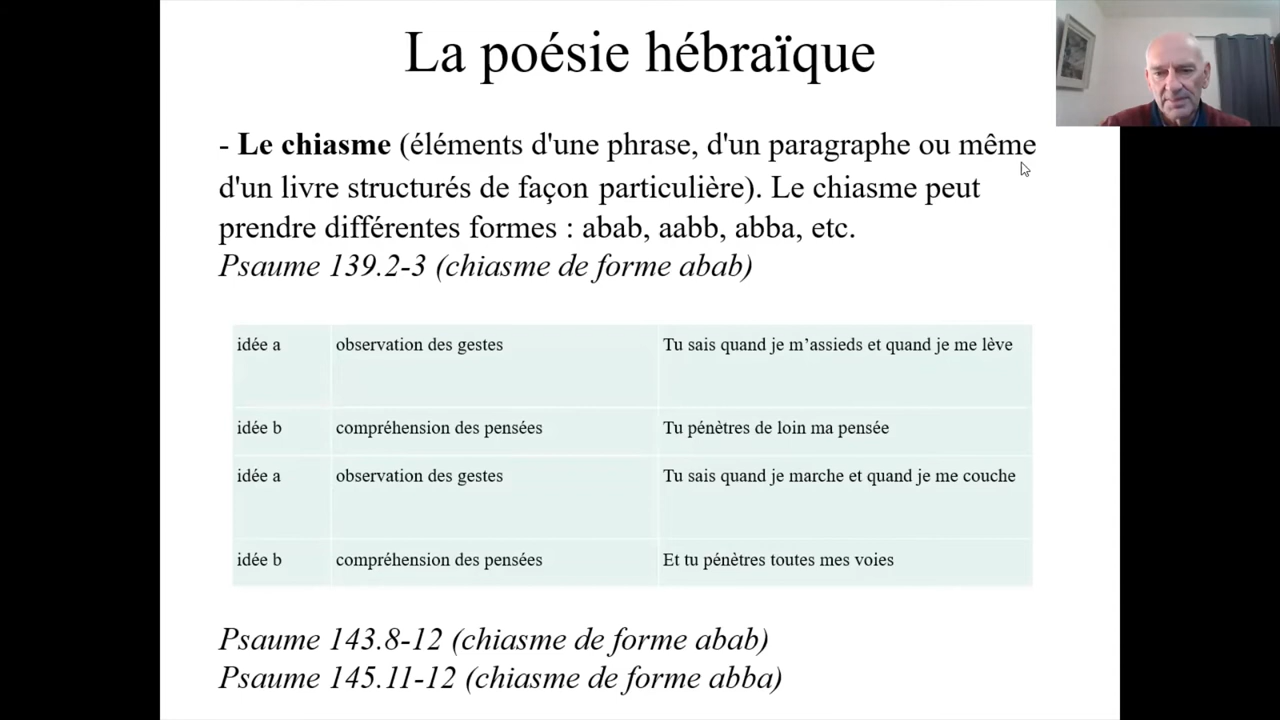 La poésie hébraïque
- Le chiasme (éléments d'une phrase, d'un paragraphe ou même
d'un livre structurés de façon particulière). Le chiasme peut
prendre différentes formes : abab, aabb, abba, etc.
Psaume 139.2-3 (chiasme de forme abab)
idée a observation des gestes Tu sais quand je m’assieds et quand je me lève
idée b compréhension des pensées Tu pénètres de loin ma pensée
idée a observation des gestes Tu sais quand je marche et quand je me couche
idée b compréhension des pensées Et tu pénètres toutes mes voies
Psaume 143.8-12 (chiasme de forme abab)
Psaume 145.11-12 (chiasme de forme abba)